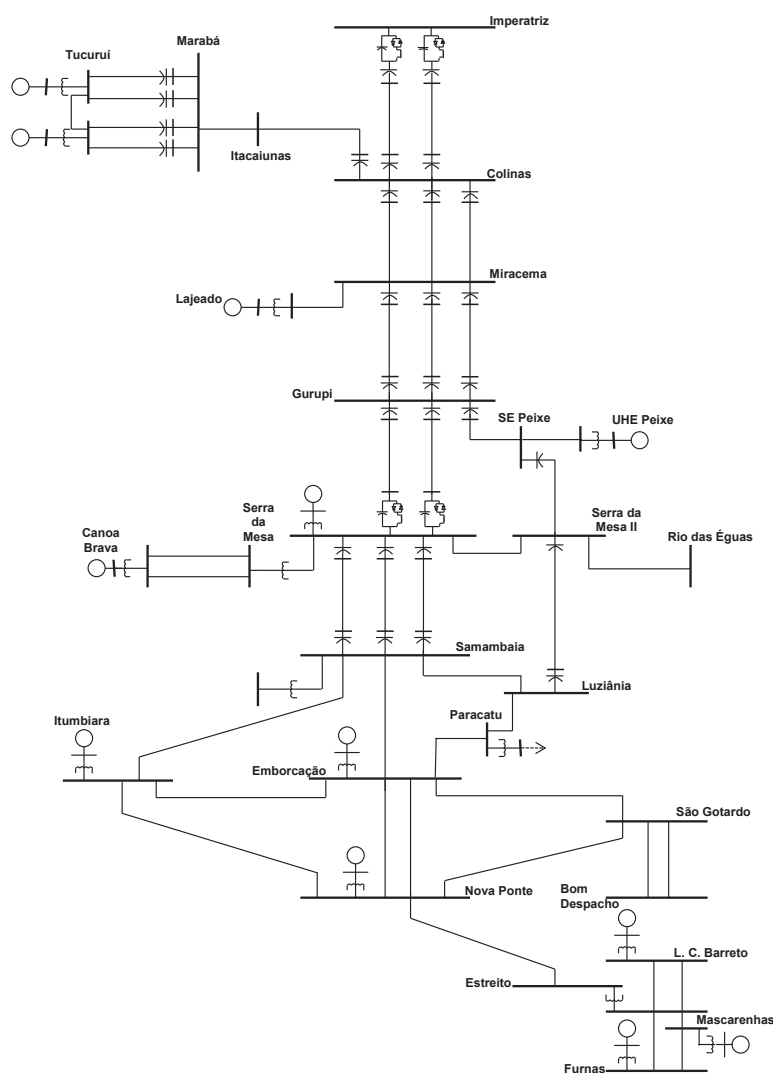 Imperatriz
Marabá
Tucuruí
Itacaiunas
Colinas
Miracema
Lajeado
Gurupi
SE Peixe
UHE Peixe
Serra
da
Mesa
Canoa
Brava
Serra da
Mesa II
Rio das Éguas
Samambaia
Luziânia
Paracatu
Itumbiara
Emborcação
São Gotardo
Nova Ponte
Bom
Despacho
L. C. Barreto
Estreito
Mascarenhas
Furnas